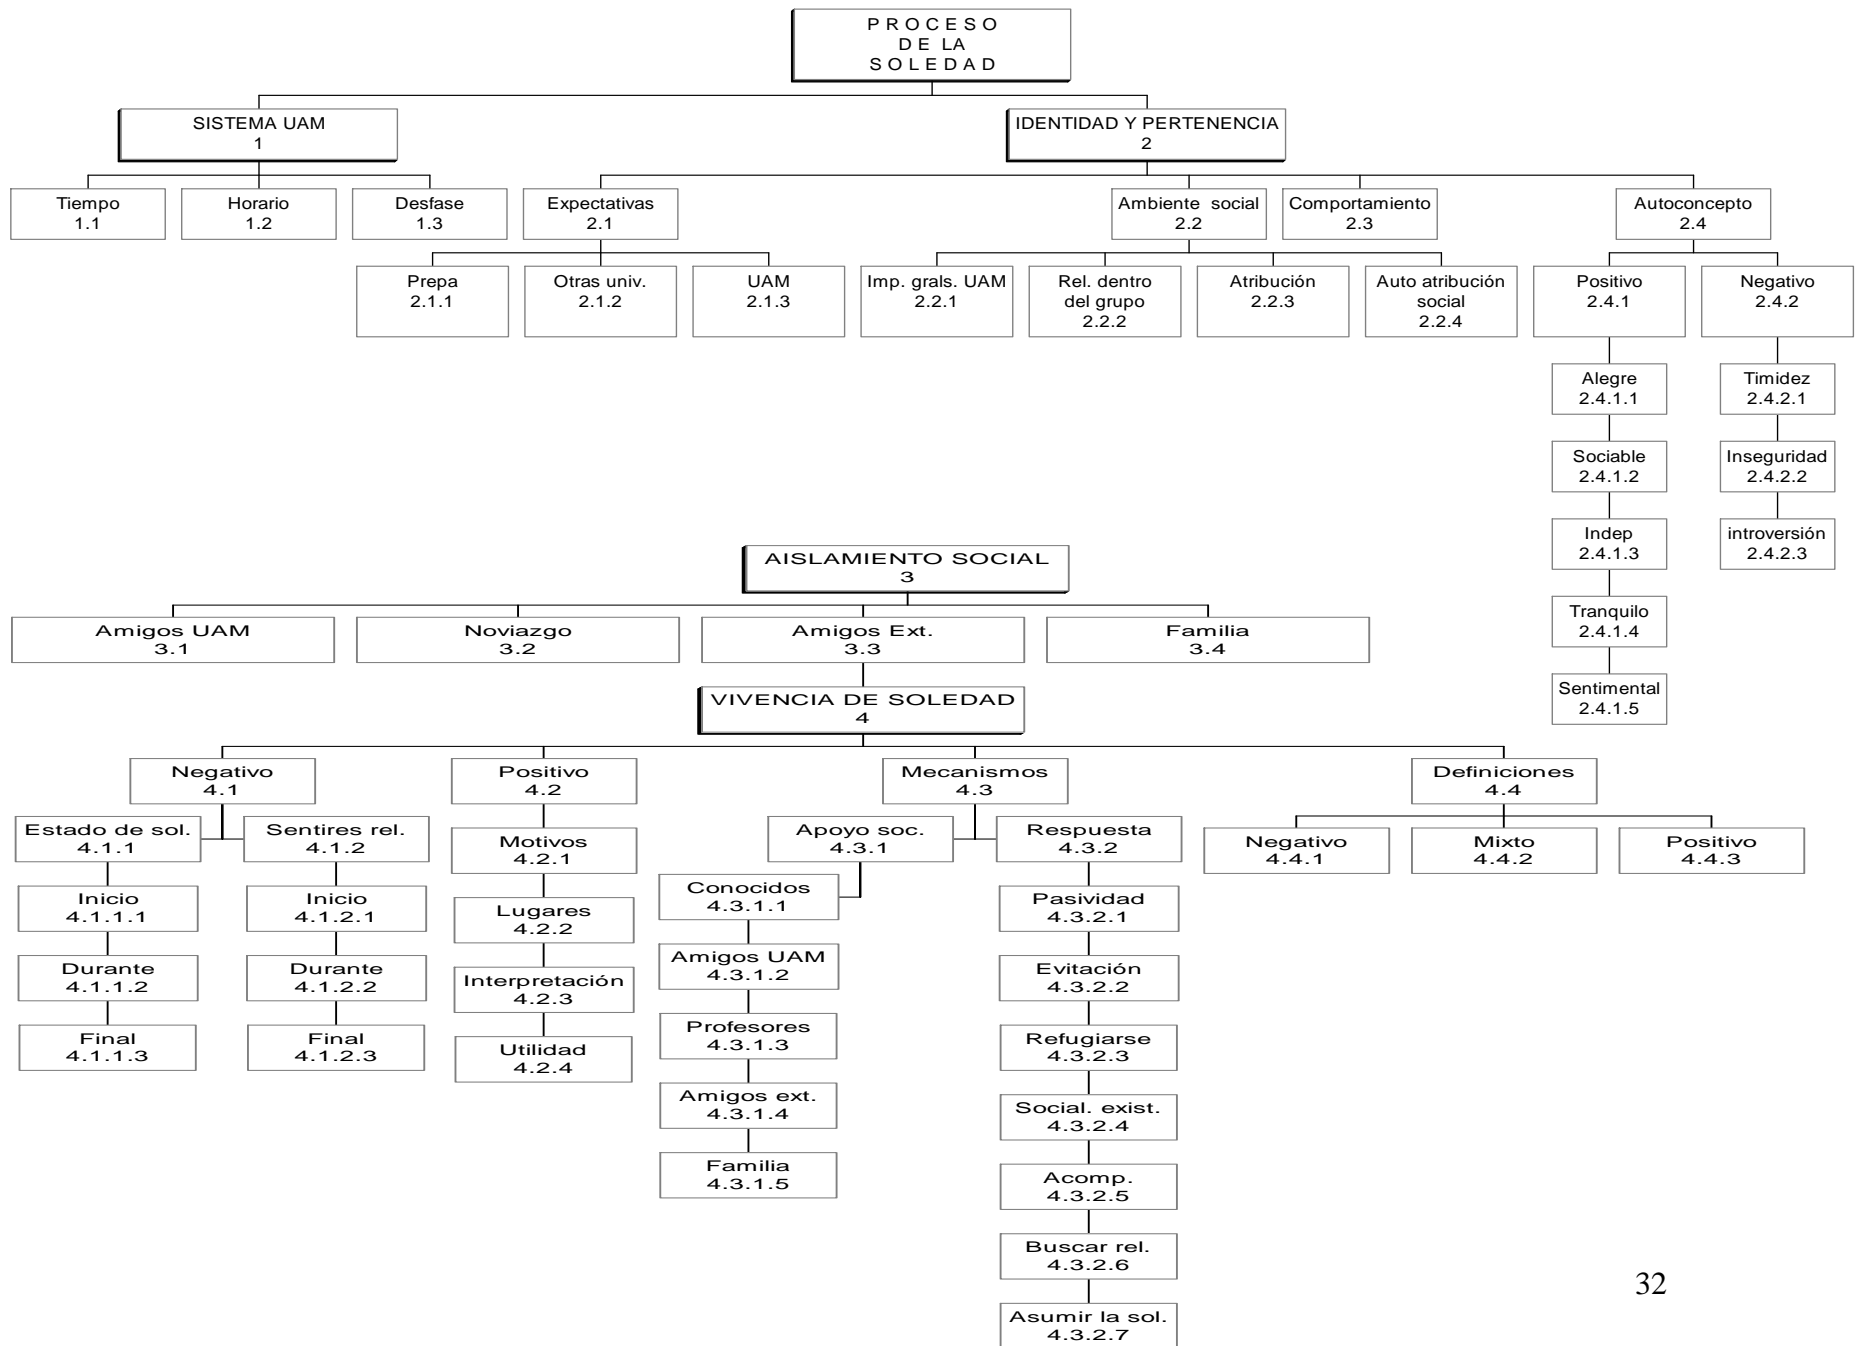 P R O C E S O
D E LA
S O L E D A D
SISTEMA UAM
1
IDENTIDAD Y PERTENENCIA
2
Tiempo
1.1
Horario
1.2
Desfase
1.3
Expectativas
2.1
Ambiente social
2.2
Comportamiento
2.3
Autoconcepto
2.4
Prepa
2.1.1
Otras univ.
2.1.2
UAM
2.1.3
Imp. grals. UAM
2.2.1
Rel. dentro
del grupo
2.2.2
Atribución
2.2.3
Auto atribución
social
2.2.4
Positivo
2.4.1
Negativo
2.4.2
Alegre
2.4.1.1
Timidez
2.4.2.1
Sociable
2.4.1.2
Inseguridad
2.4.2.2
Indep
2.4.1.3
introversión
2.4.2.3
Tranquilo
2.4.1.4
Sentimental
2.4.1.5
AISLAMIENTO SOCIAL
3
Amigos UAM
3.1
Noviazgo
3.2
Amigos Ext.
3.3
Familia
3.4
VIVENCIA DE SOLEDAD
4
Negativo
4.1
Positivo
4.2
Mecanismos
4.3
Definiciones
4.4
Estado de sol.
4.1.1
Sentires rel.
4.1.2
Inicio
4.1.1.1
Inicio
4.1.2.1
Durante
4.1.1.2
Durante
4.1.2.2
Final
4.1.1.3
Final
4.1.2.3
Motivos
4.2.1
Lugares
4.2.2
Interpretación
4.2.3
Utilidad
4.2.4
Apoyo soc.
4.3.1
Respuesta
4.3.2
Conocidos
4.3.1.1
Amigos UAM
4.3.1.2
Profesores
4.3.1.3
Amigos ext.
4.3.1.4
Familia
4.3.1.5
Pasividad
4.3.2.1
Evitación
4.3.2.2
Refugiarse
4.3.2.3
Social. exist.
4.3.2.4
Acomp.
4.3.2.5
Buscar rel.
4.3.2.6
Asumir la sol.
4.3.2.7
Negativo
4.4.1
Mixto
4.4.2
Positivo
4.4.3
32